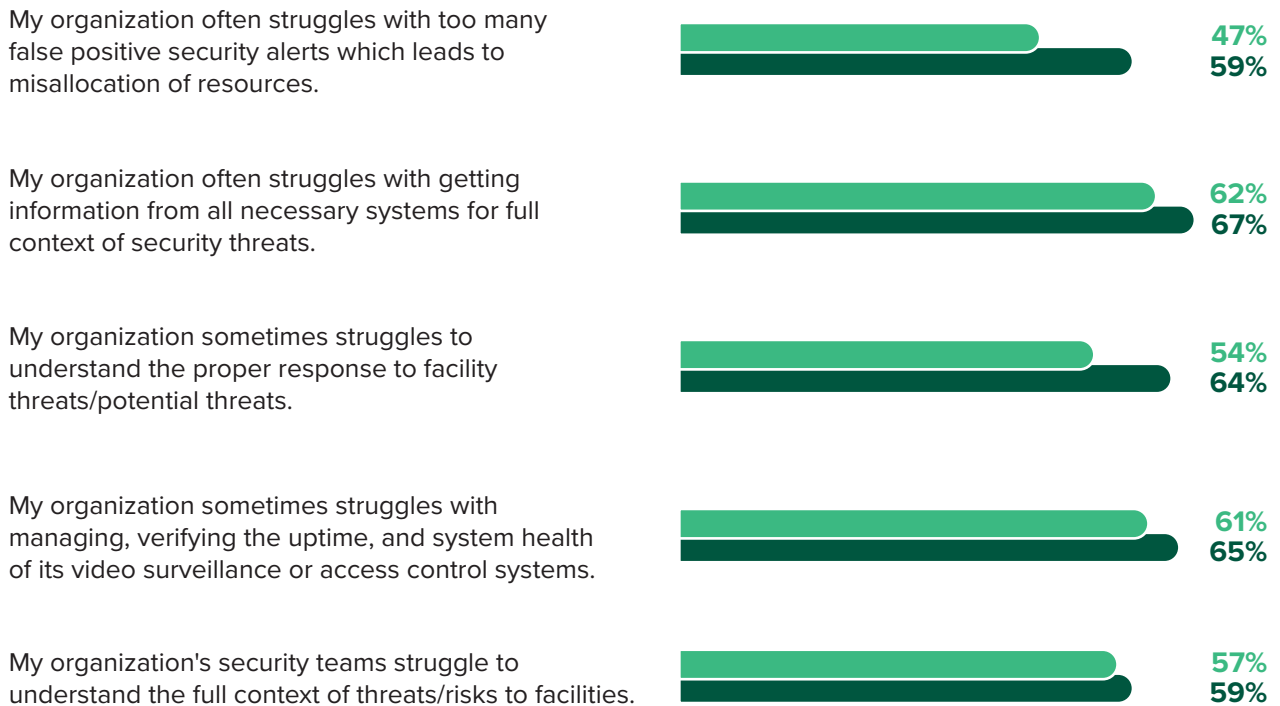 My organization often struggles with too many
false positive security alerts which leads to
misallocation of resources.
47%
59%
My organization often struggles with getting
information from all necessary systems for full
context of security threats.
62%
67%
My organization sometimes struggles to
understand the proper response to facility
threats/potential threats.
54%
64%
My organization sometimes struggles with
managing, verifying the uptime, and system health
of its video surveillance or access control systems.
61%
65%
My organization's security teams struggle to
understand the full context of threats/risks to facilities.
57%
59%